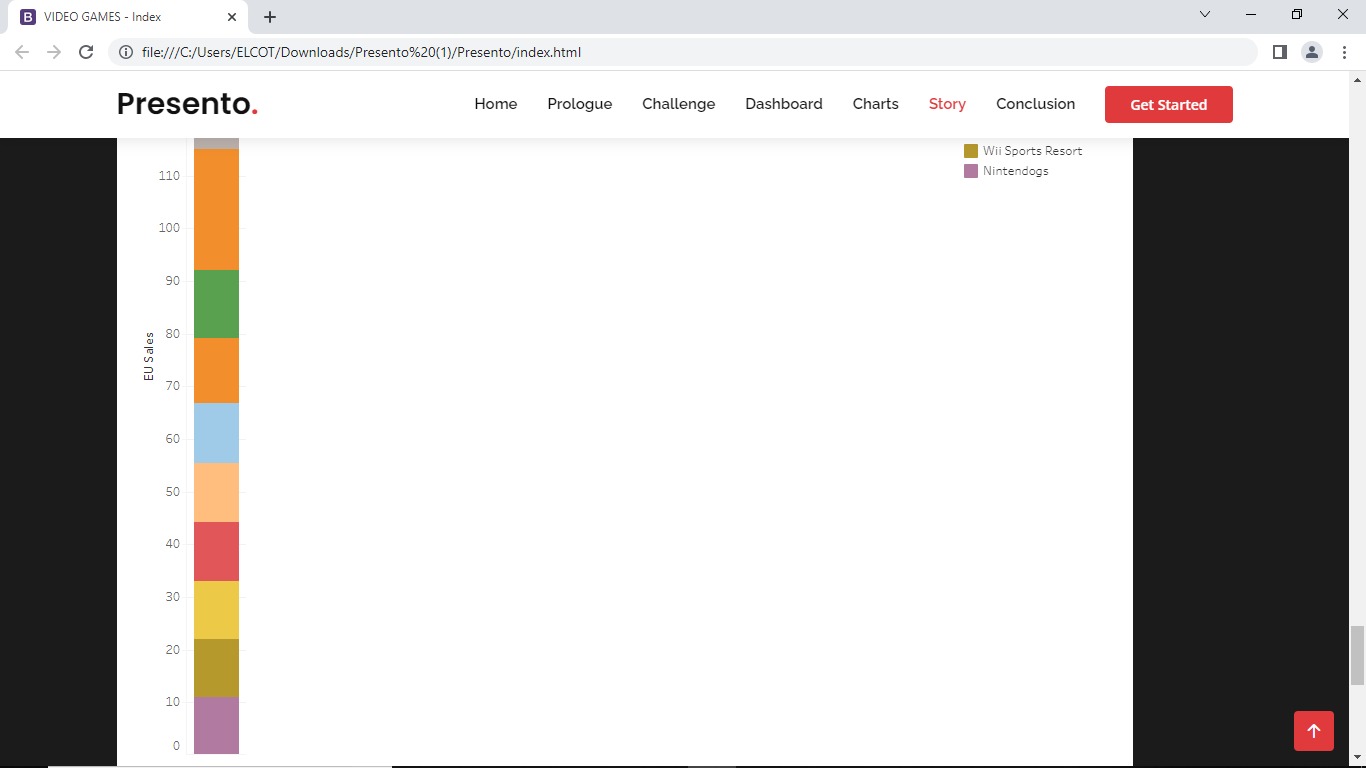 VIDEO GAMES - Index
file:///C:/Users/ELCOT/Downloads/Presento%20(1)/Presento/index.html
Presento.
Home
Prologue
Challenge
Dashboard
Charts
Story
Conclusion
Get Started
Wii Sports Resort
Nintendogs
EU Sales
110
100
90
80
70
60
50
40
30
20
10
0